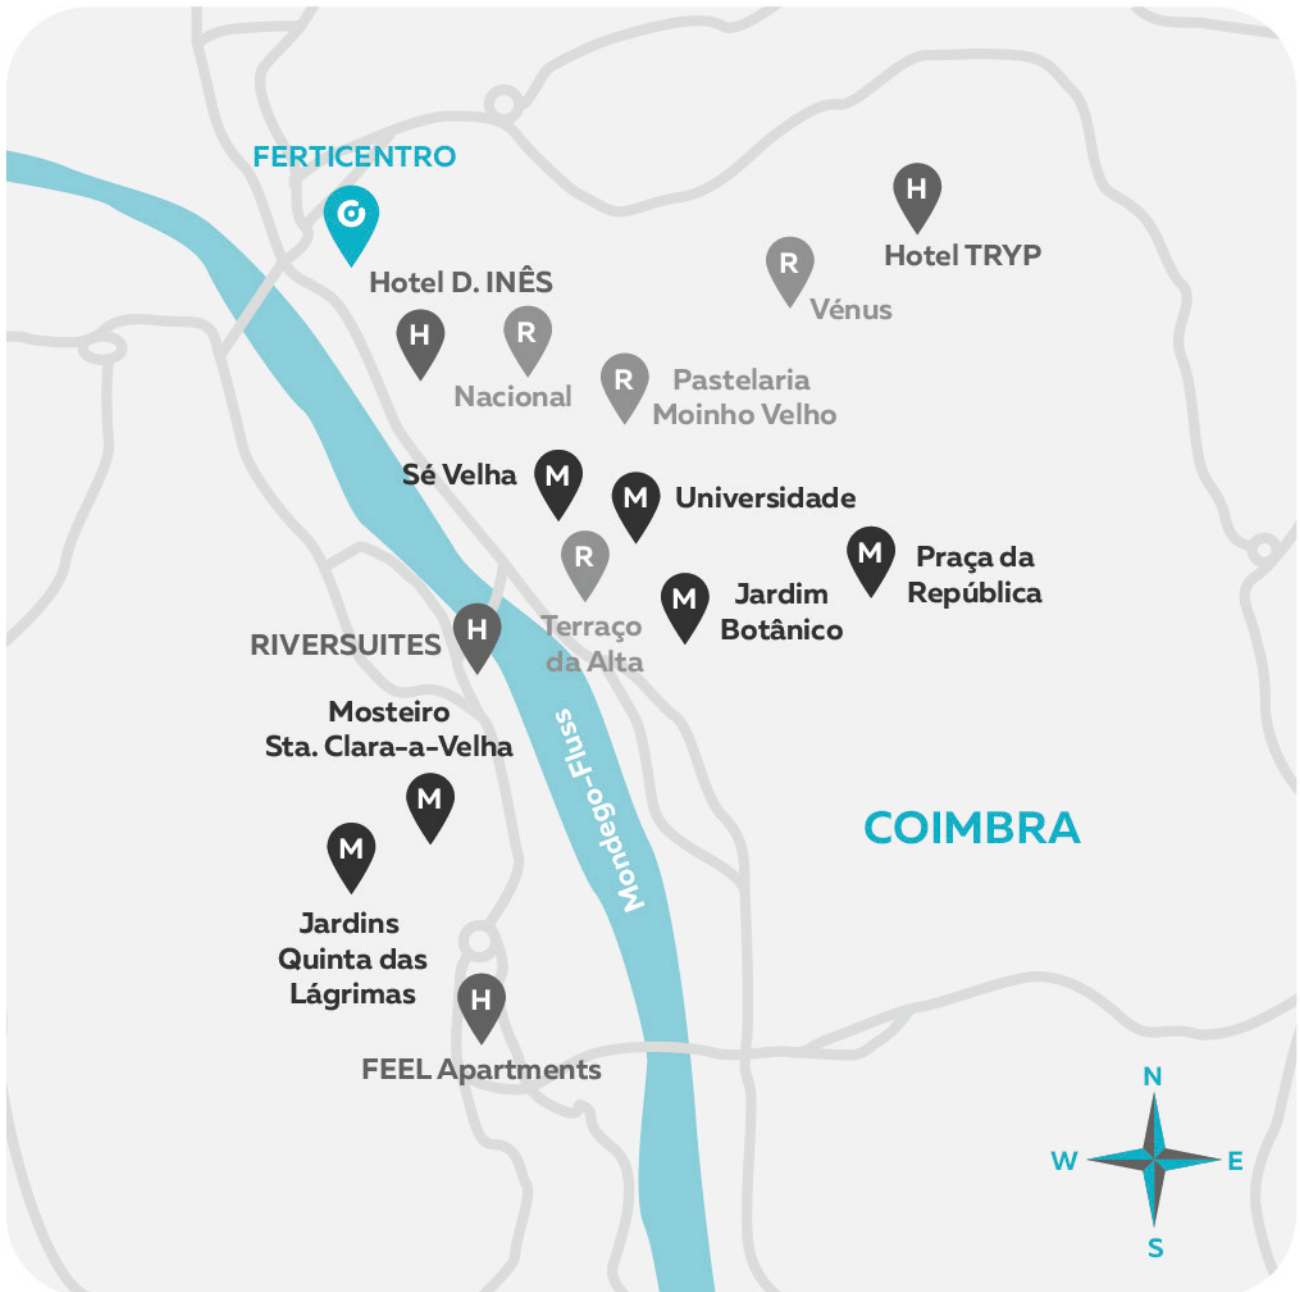 FERTICENTRO
H
Hotel TRYP
R
Vénus
Hotel D. INÊS
H
R
Nacional
R
Pastelaria
Moinho Velho
Sé Velha
M
M
Universidade
R
Terraço
da Alta
M
Jardim
Botânico
M
Praça da
República
RIVERSUITES
H
Mosteiro
Sta. Clara-a-Velha
M
Mondego-Fluss
M
Jardins
Quinta das
Lágrimas
COIMBRA
H
FEEL Apartments
N
W
E
S